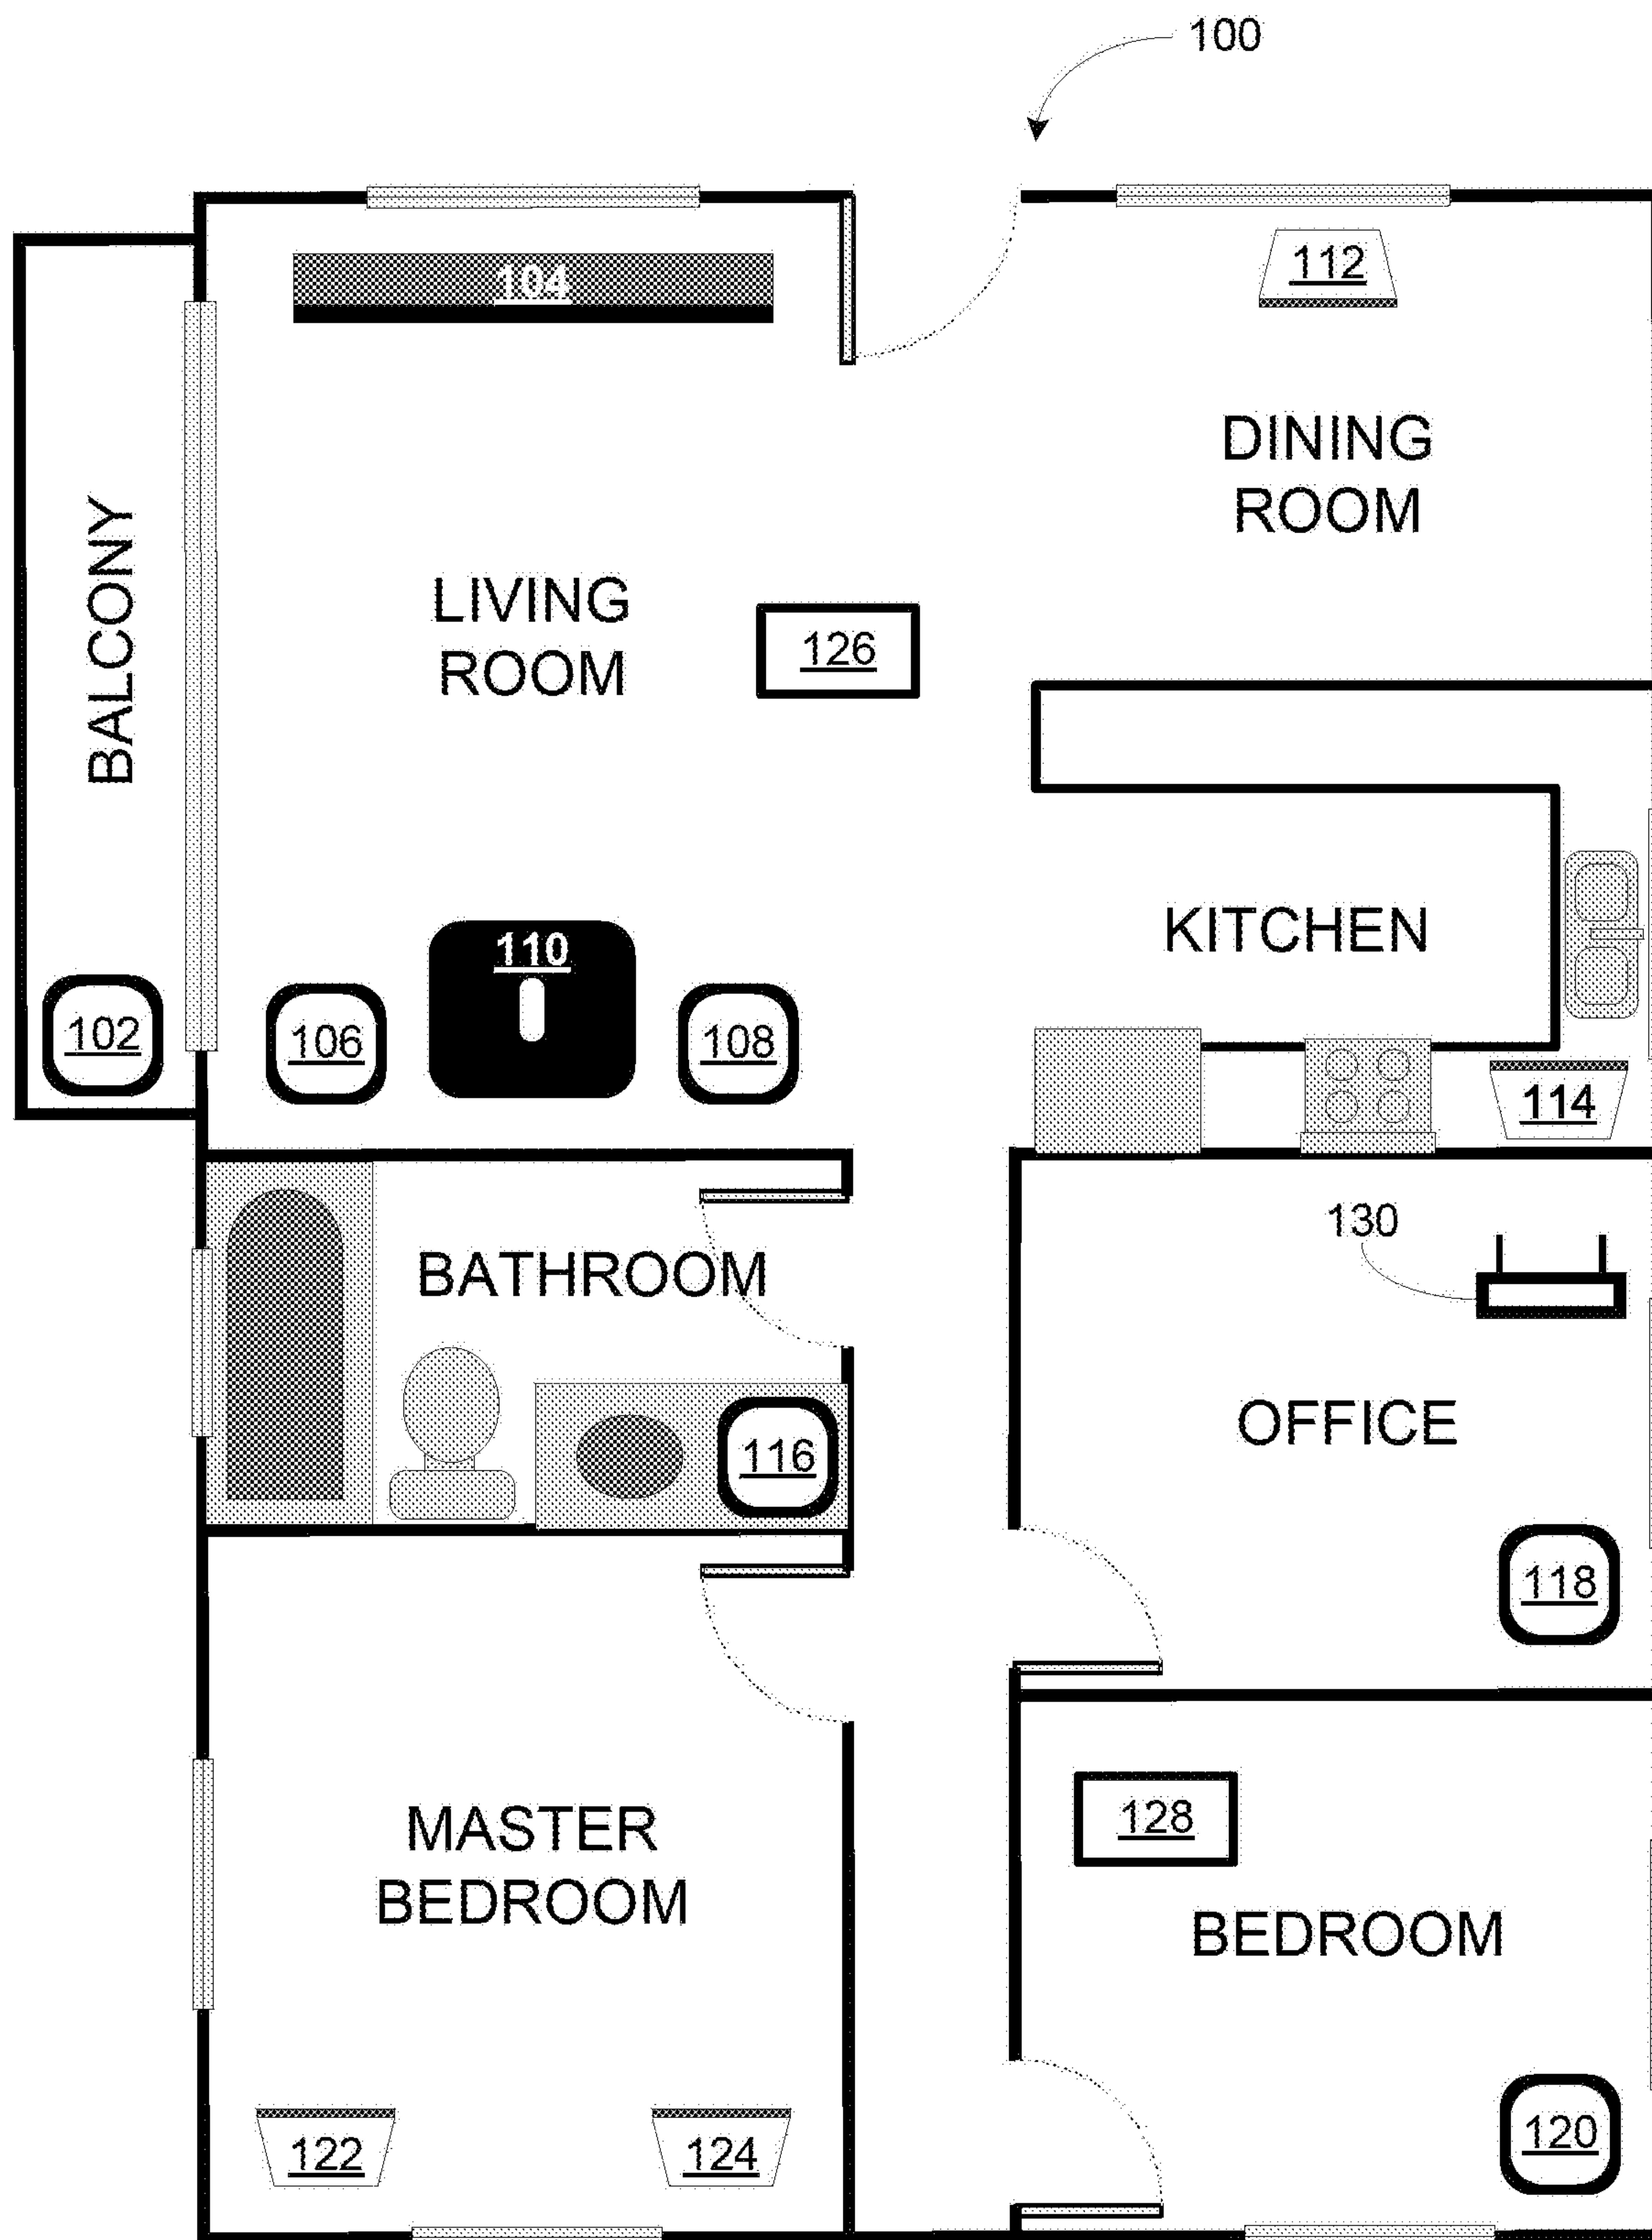 100
104
112
DINING
ROOM
BALCONY
LIVING
ROOM
126
KITCHEN
110
102
106
108
114
130
BATHROOM
OFFICE
116
118
128
MASTER
BEDROOM
BEDROOM
122
124
120